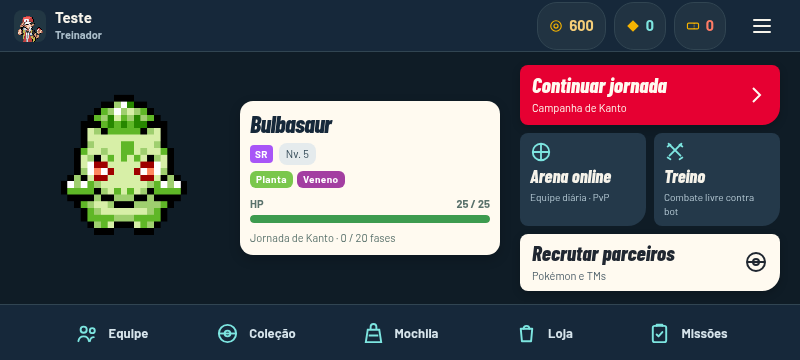 Teste
Treinador
600
0
0
Continuar jornada
Campanha de Kanto
Bulbasaur
SR
Nv. 5
Planta
Veneno
HP
25 / 25
Jornada de Kanto · 0 / 20 fases
Arena online
Equipe diária · PvP
Treino
Combate livre contra
bot
Recrutar parceiros
Pokémon e TMs
Equipe
Coleção
Mochila
Loja
Missões